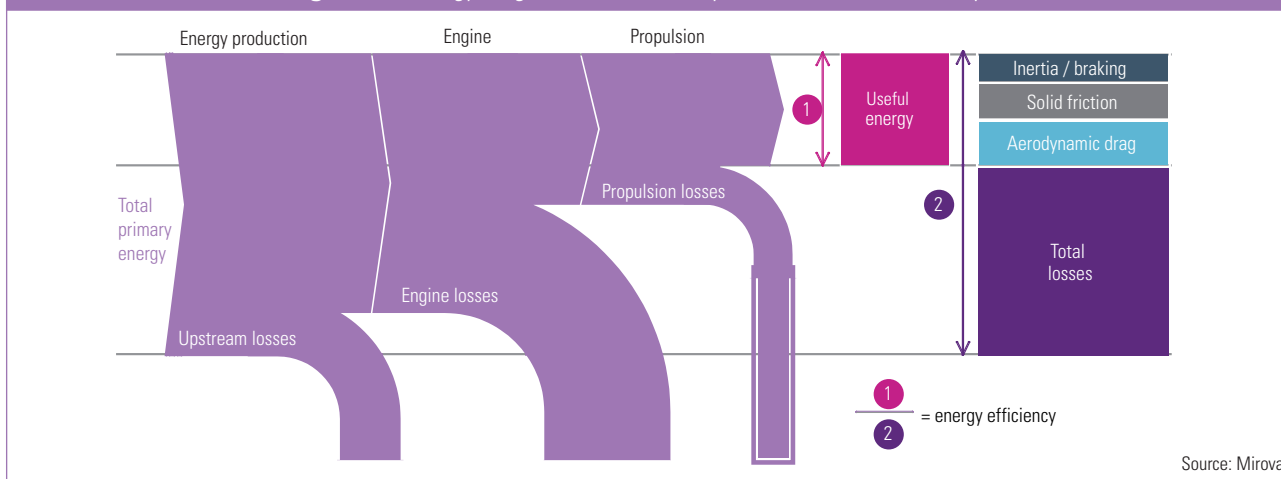 Energy production
Engine
Propulsion
1
Useful
energy
Inertia / braking
Solid friction
Aerodynamic drag
Total
primary
energy
Propulsion losses
2
Total
losses
Engine losses
Upstream losses
1
2
= energy efficiency
Source: Mirova